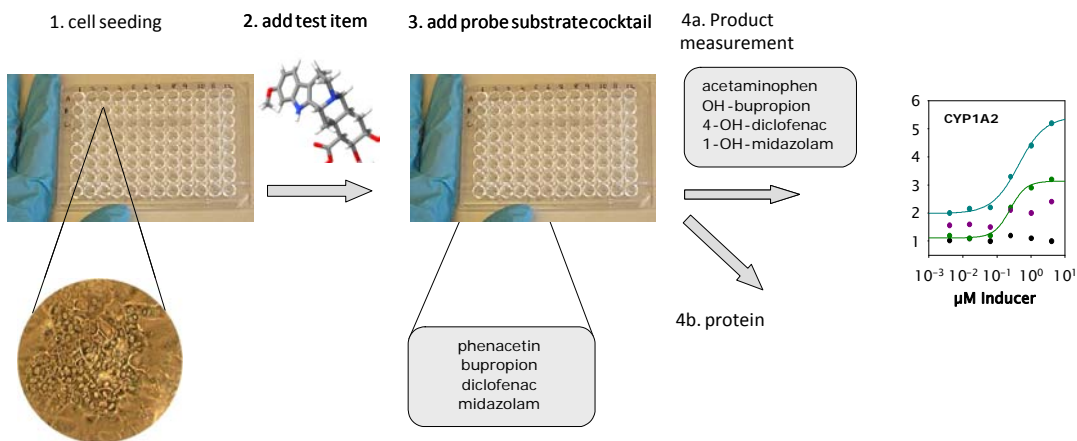 1. cell seeding
2. add test item
3. add probe substrate cocktail
4a. Product
measurement
acetaminophen
OH-bupropion
4-OH-diclofenac
1-OH-midazolam
phenacetin
bupropion
diclofenac
midazolam
4b. protein
CYP1A2
6
5
4
3
2
1
10⁻³ 10⁻² 10⁻¹ 10⁰ 10¹
µM Inducer